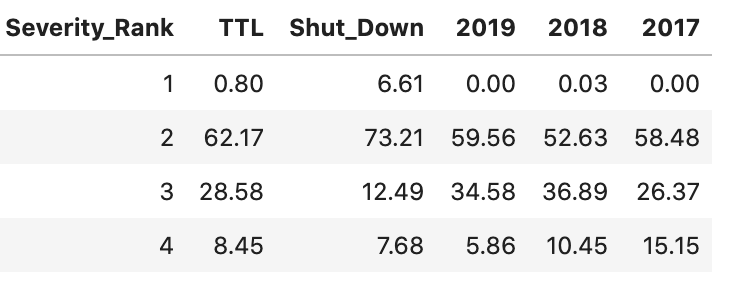 Severity_Rank TTL Shut_Down 2019 2018 2017
1 0.80 6.61 0.00 0.03 0.00
2 62.17 73.21 59.56 52.63 58.48
3 28.58 12.49 34.58 36.89 26.37
4 8.45 7.68 5.86 10.45 15.15